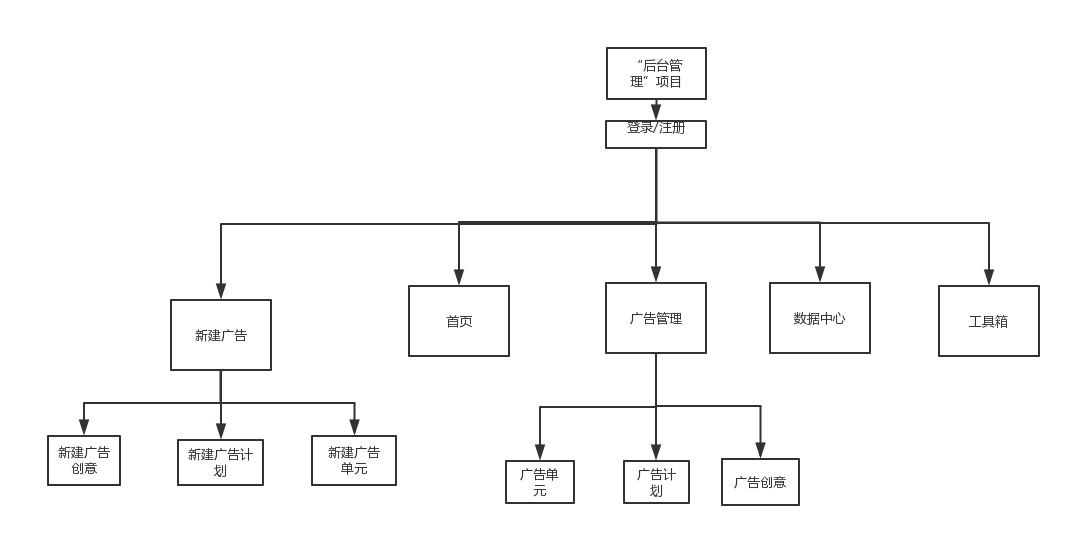 “后台管
理”项目
登录/注册
新建广告
首页
广告管理
数据中心
工具箱
新建广告
创意
新建广告计
划
新建广告
单元
广告单
元
广告计
划
广告创意